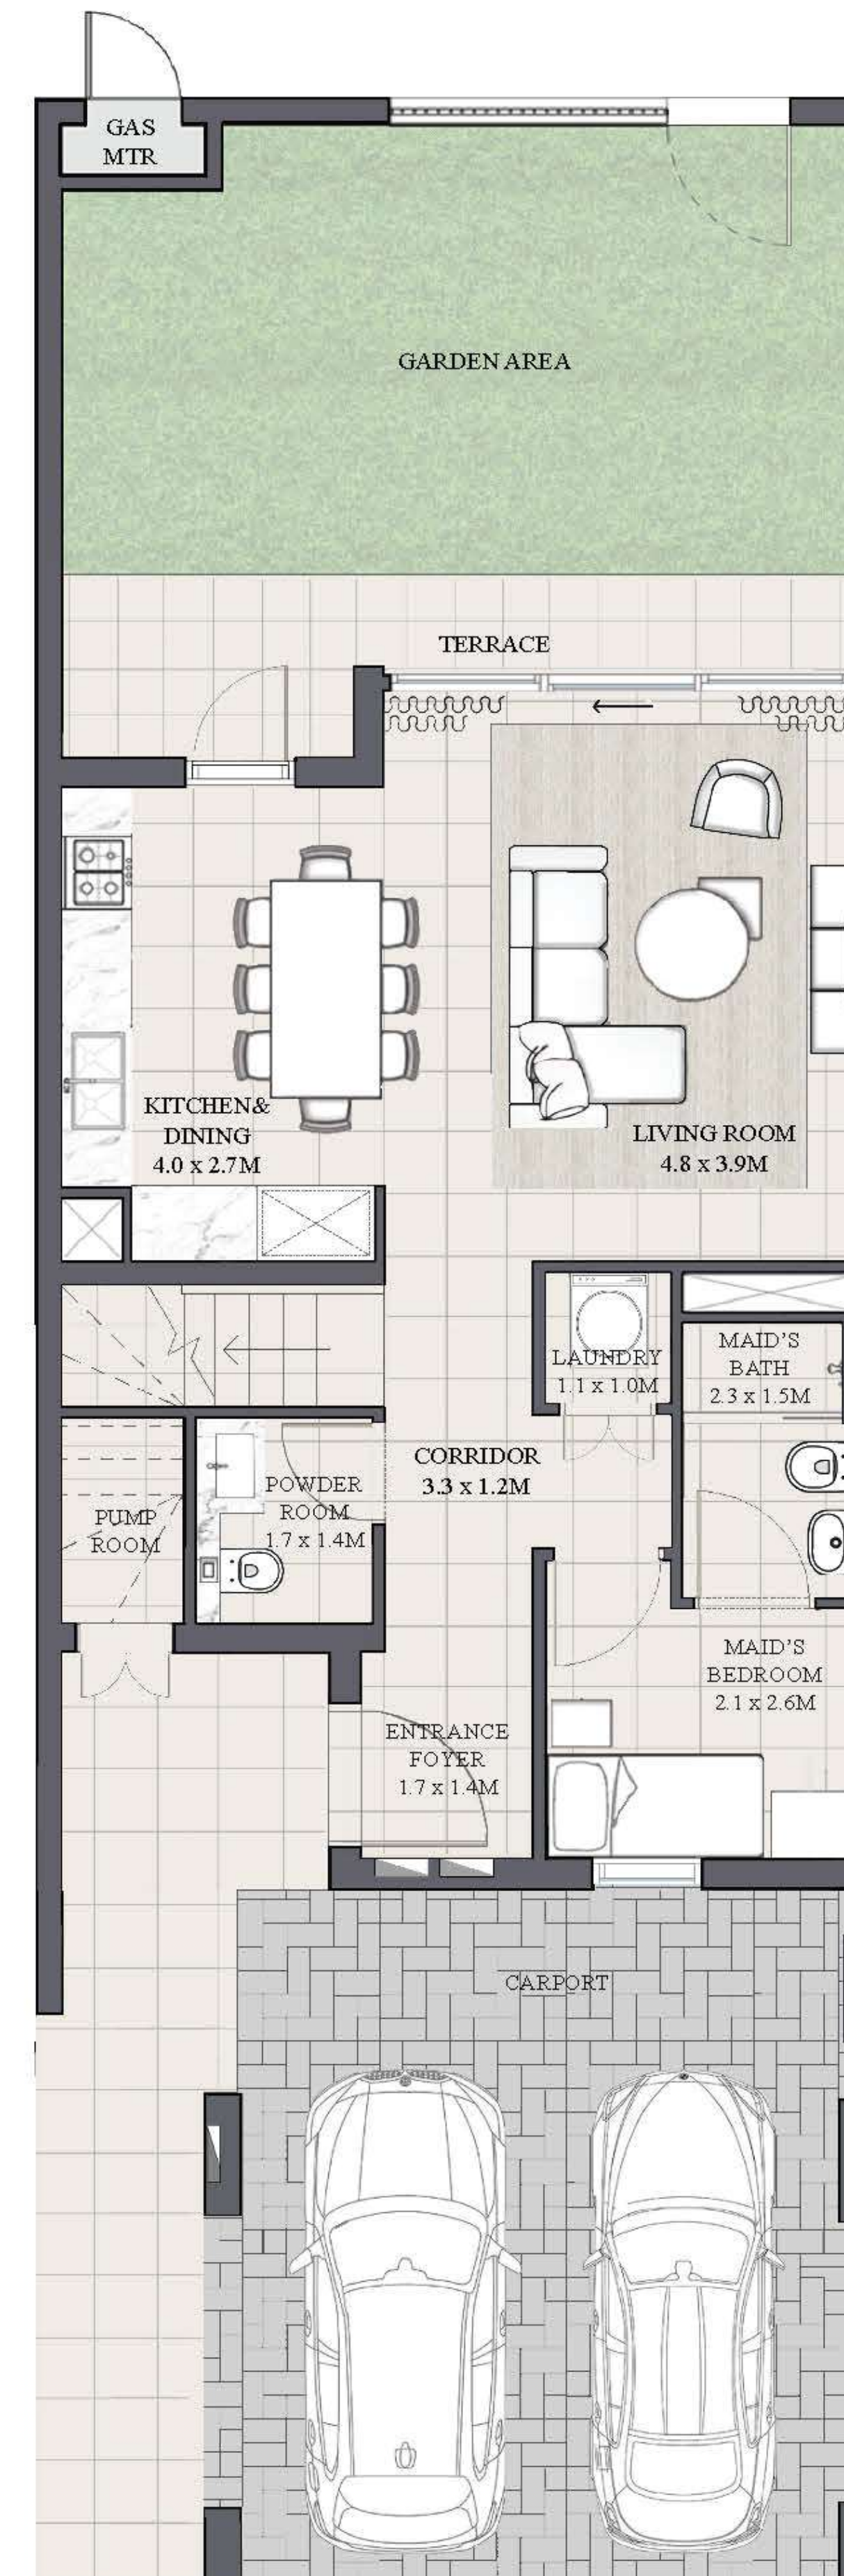 GAS
MTR
GARDEN AREA
TERRACE
KITCHEN&
DINING
4.0 x 2.7M
LIVING ROOM
4.8 x 3.9M
LAUNDRY
1.1 x 1.0M
MAID'S
BATH
2.3 x 1.5M
CORRIDOR
3.3 x 1.2M
POWDER
ROOM
1.7 x 1.4M
PUMP
ROOM
MAID'S
BEDROOM
2.1 x 2.6M
ENTRANCE
FOYER
1.7 x 1.4M
CARPORT